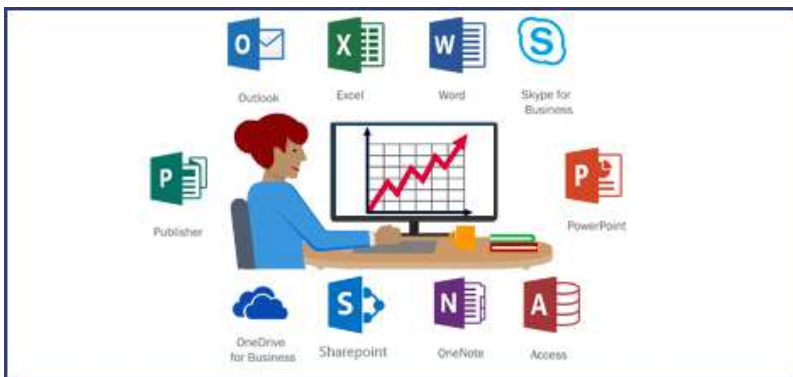 O
X
W
S
Outlook
Excel
Word
Skype for
Business
P
P
Publisher
PowerPoint
S
N
A
OneDrive
for Business
Sharepoint
OneNote
Access